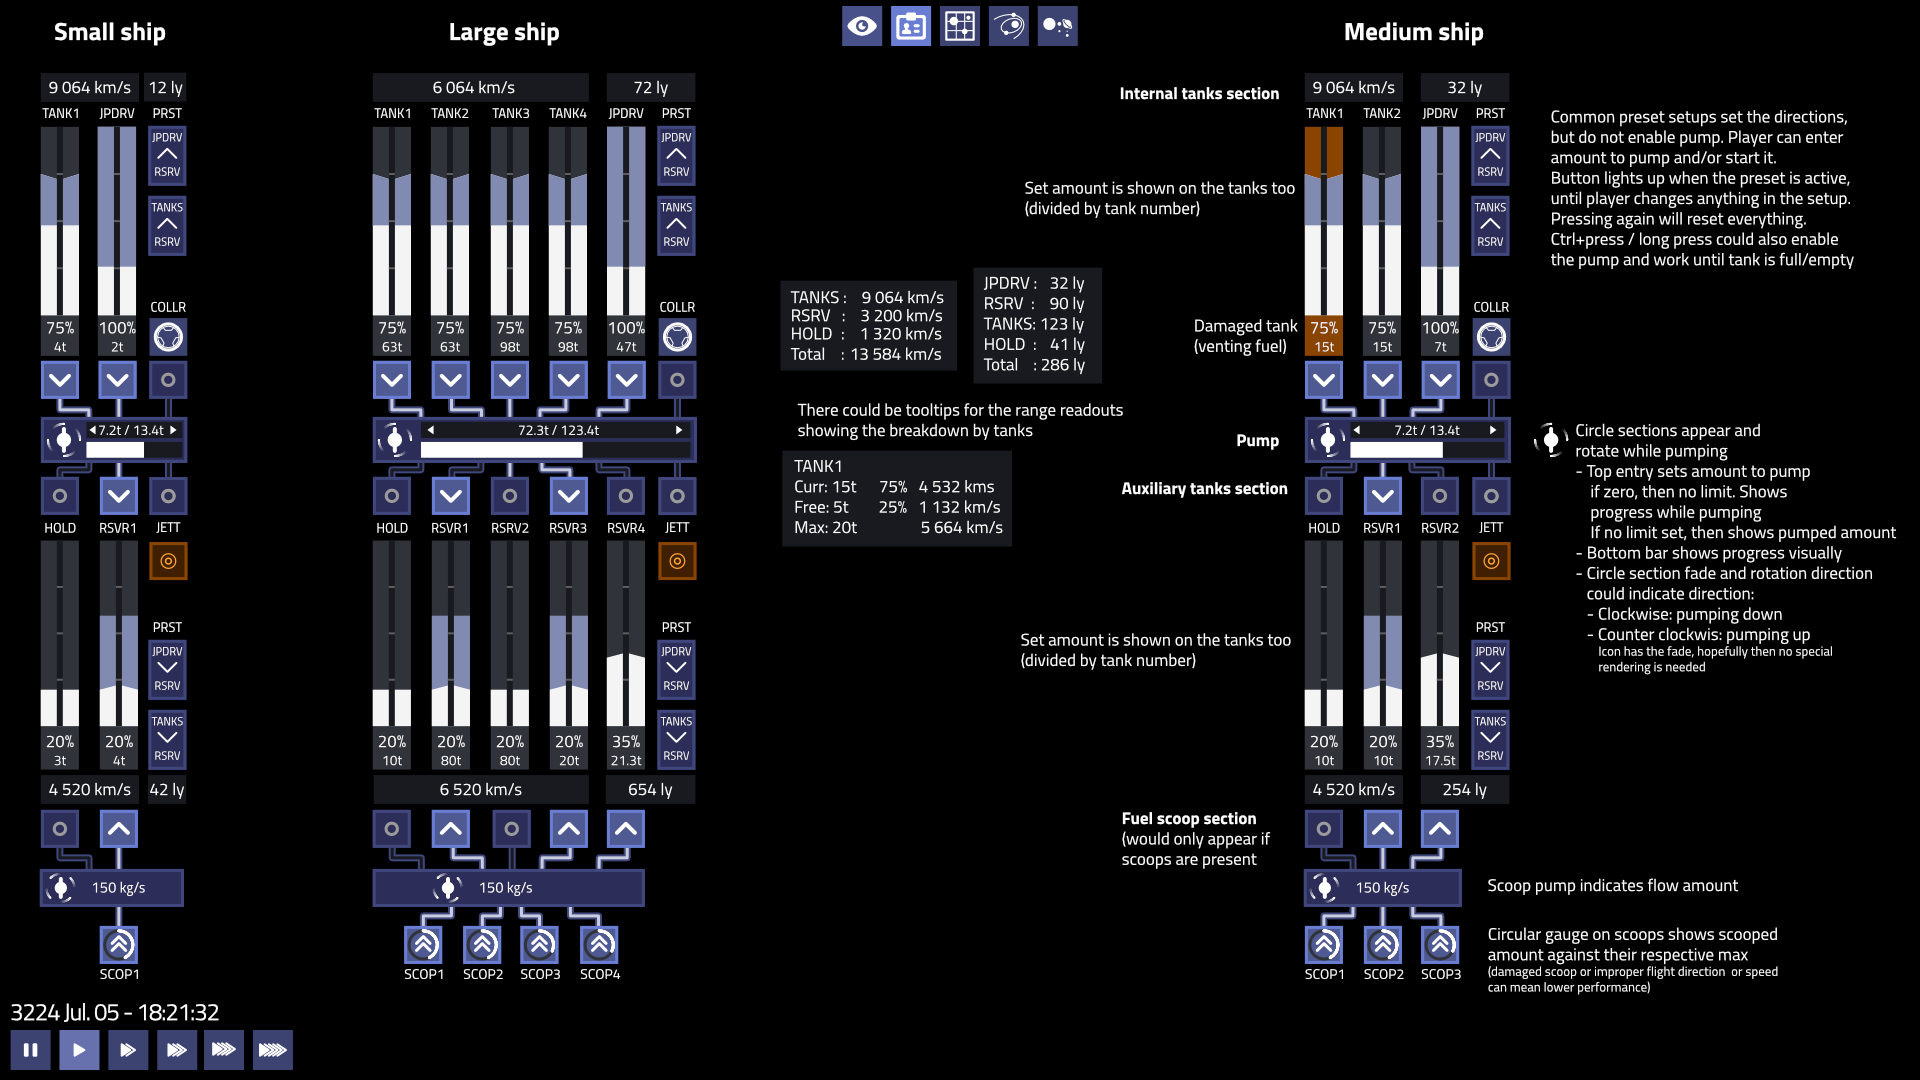 Small ship
9 064 km/s
12 ly
TANK1
JPDRV
PRST
JPDRV
RSRV
TANKS
RSRV
COLLR
75%
4t
100%
2t
7.2t / 13.4t
HOLD
RSVR1
JETT
PRST
JPDRV
RSRV
TANKS
RSRV
20%
3t
20%
4t
4 520 km/s
42 ly
150 kg/s
SCOP1
Large ship
6 064 km/s
72 ly
TANK1
TANK2
TANK3
TANK4
JPDRV
PRST
JPDRV
RSRV
TANKS
RSRV
COLLR
75%
63t
75%
63t
75%
98t
75%
98t
100%
47t
72.3t / 123.4t
HOLD
RSVR1
RSRV2
RSVR3
RSVR4
JETT
PRST
JPDRV
RSRV
TANKS
RSRV
20%
10t
20%
80t
20%
80t
20%
20t
35%
21.3t
6 520 km/s
654 ly
150 kg/s
SCOP1
SCOP2
SCOP3
SCOP4
TANKS : 9 064 km/s
RSRV : 3 200 km/s
HOLD : 1 320 km/s
Total : 13 584 km/s
JPDRV : 32 ly
RSRV : 90 ly
TANKS: 123 ly
HOLD : 41 ly
Total : 286 ly
There could be tooltips for the range readouts
showing the breakdown by tanks
TANK1
Curr: 15t 75% 4 532 kms
Free: 5t 25% 1 132 km/s
Max: 20t 5 664 km/s
Internal tanks section
Set amount is shown on the tanks too
(divided by tank number)
Damaged tank
(venting fuel)
Pump
Auxiliary tanks section
Set amount is shown on the tanks too
(divided by tank number)
Fuel scoop section
(would only appear if
scoops are present
Medium ship
9 064 km/s
32 ly
TANK1
TANK2
JPDRV
PRST
JPDRV
RSRV
TANKS
RSRV
COLLR
75%
15t
75%
15t
100%
7t
7.2t / 13.4t
HOLD
RSVR1
RSVR2
JETT
PRST
JPDRV
RSRV
TANKS
RSRV
20%
10t
20%
10t
35%
17.5t
4 520 km/s
254 ly
150 kg/s
SCOP1
SCOP2
SCOP3
Common preset setups set the directions,
but do not enable pump. Player can enter
amount to pump and/or start it.
Button lights up when the preset is active,
until player changes anything in the setup.
Pressing again will reset everything.
Ctrl+press / long press could also enable
the pump and work until tank is full/empty
Circle sections appear and
rotate while pumping
- Top entry sets amount to pump
if zero, then no limit. Shows
progress while pumping
If no limit set, then shows pumped amount
- Bottom bar shows progress visually
- Circle section fade and rotation direction
could indicate direction:
- Clockwise: pumping down
- Counter clockwis: pumping up
Icon has the fade, hopefully then no special
rendering is needed
Scoop pump indicates flow amount
Circular gauge on scoops shows scooped
amount against their respective max
(damaged scoop or improper flight direction or speed
can mean lower performance)
3224 Jul. 05 - 18:21:32